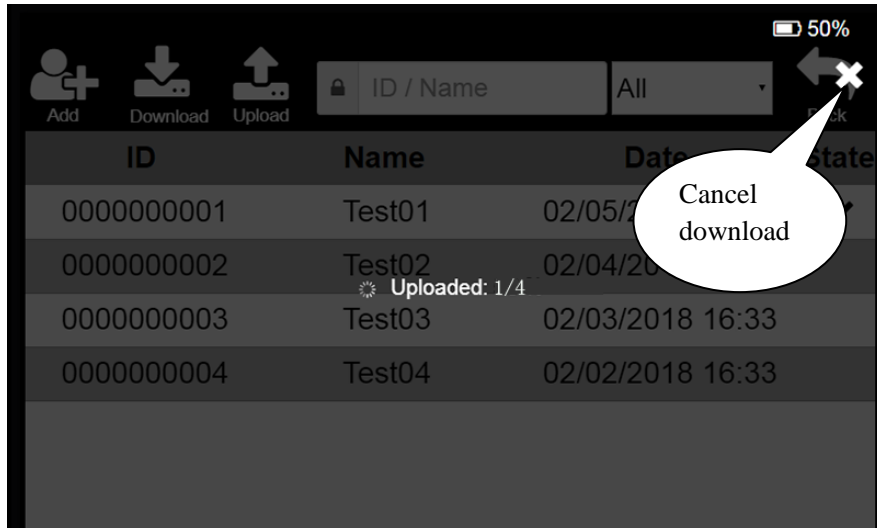 50%
ID / Name
All
Add
Download
Upload
ID
Name
Date
State
0000000001
Test01
02/05/2
Cancel
download
0000000002
Test02
02/04/20
Uploaded: 1/4
0000000003
Test03
02/03/2018 16:33
0000000004
Test04
02/02/2018 16:33